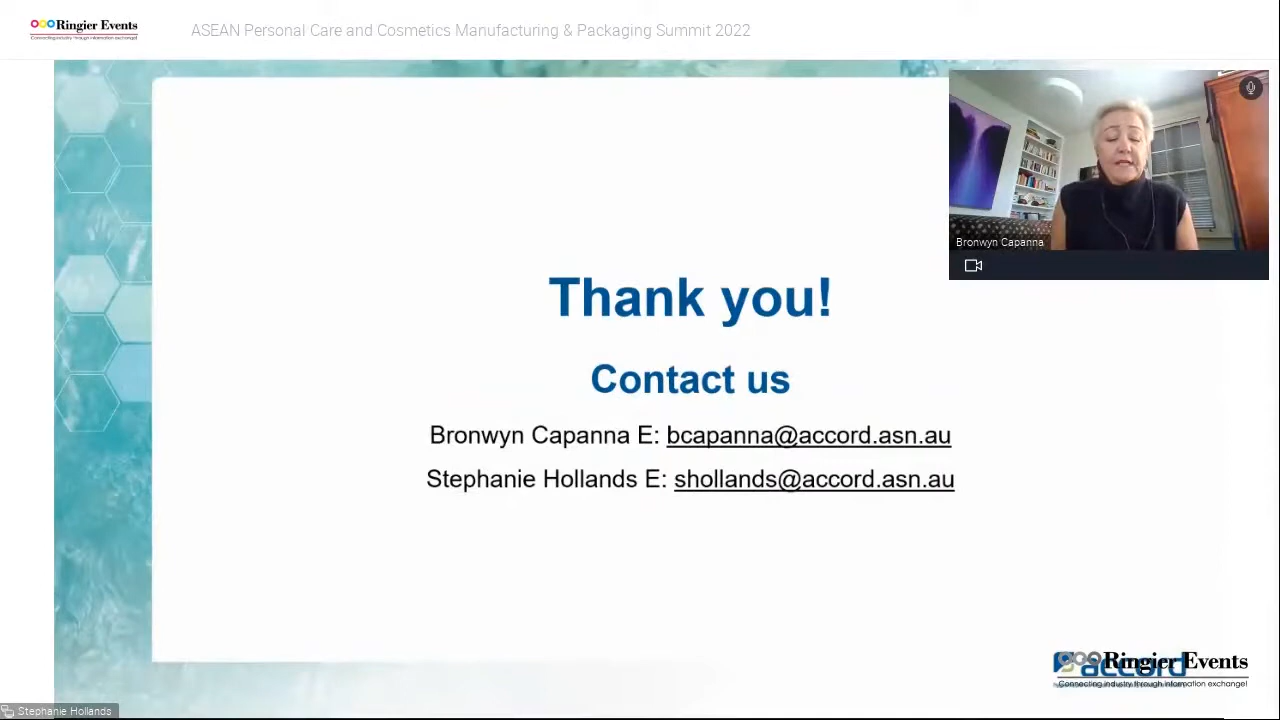 Ringier Events
Connecting industry through information exchange!
ASEAN Personal Care and Cosmetics Manufacturing & Packaging Summit 2022
Bronwyn Capanna
Thank you!
Contact us
Bronwyn Capanna E: bcapanna@accord.asn.au
Stephanie Hollands E: shollands@accord.asn.au
accord
Ringier Events
Connecting industry through information exchange!
Stephanie Hollands